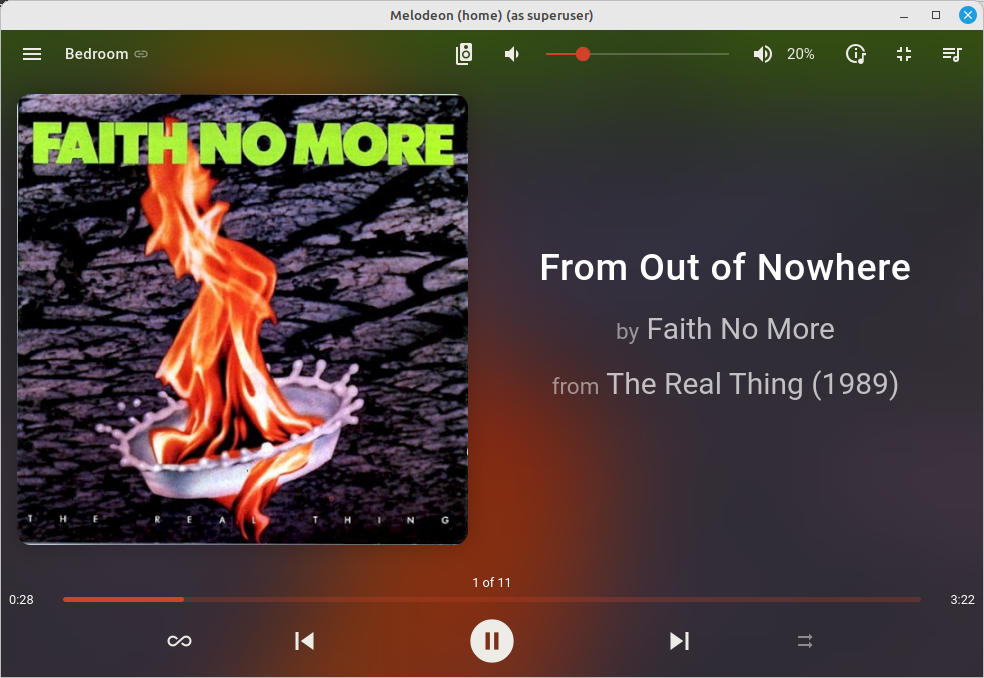 Melodeon (home) (as superuser)
Bedroom
20%
FAITH NO MORE
THE REAL THING
From Out of Nowhere
by Faith No More
from The Real Thing (1989)
1 of 11
0:28
3:22